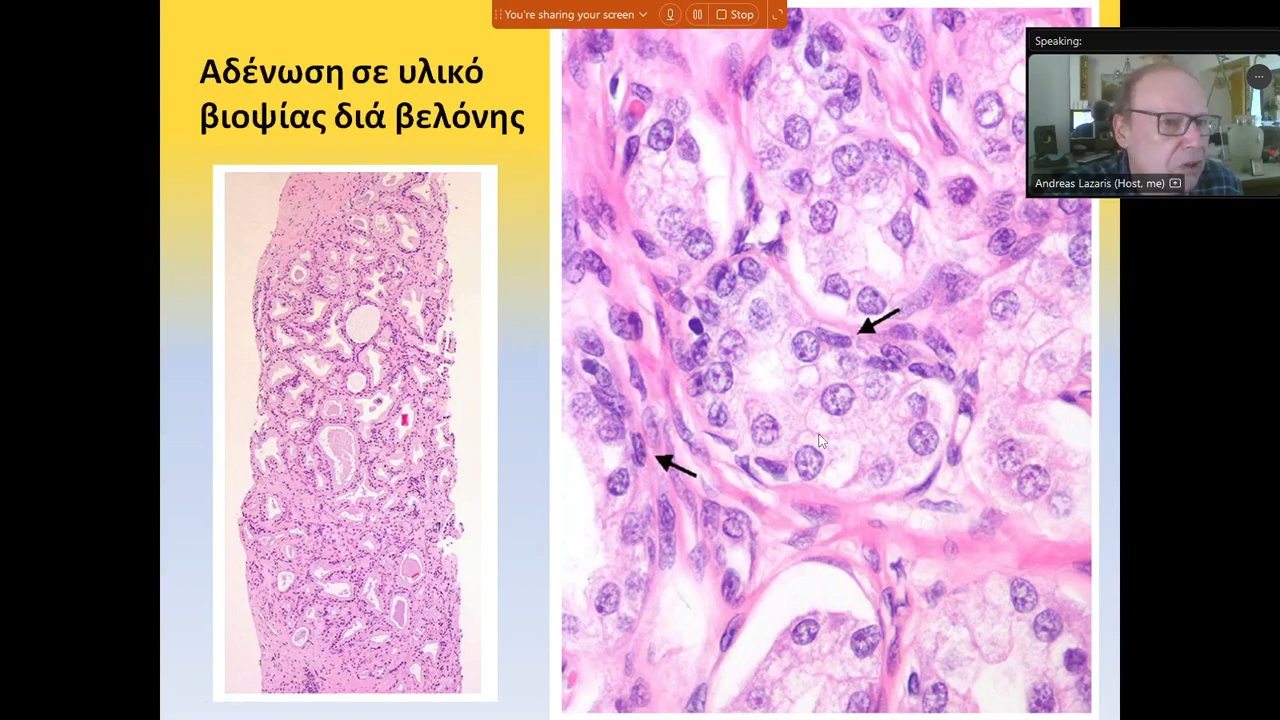 You're sharing your screen
Stop
Αδένωση σε υλικό
βιοψίας διά βελόνης
Speaking:
Andreas Lazaris (Host, me)